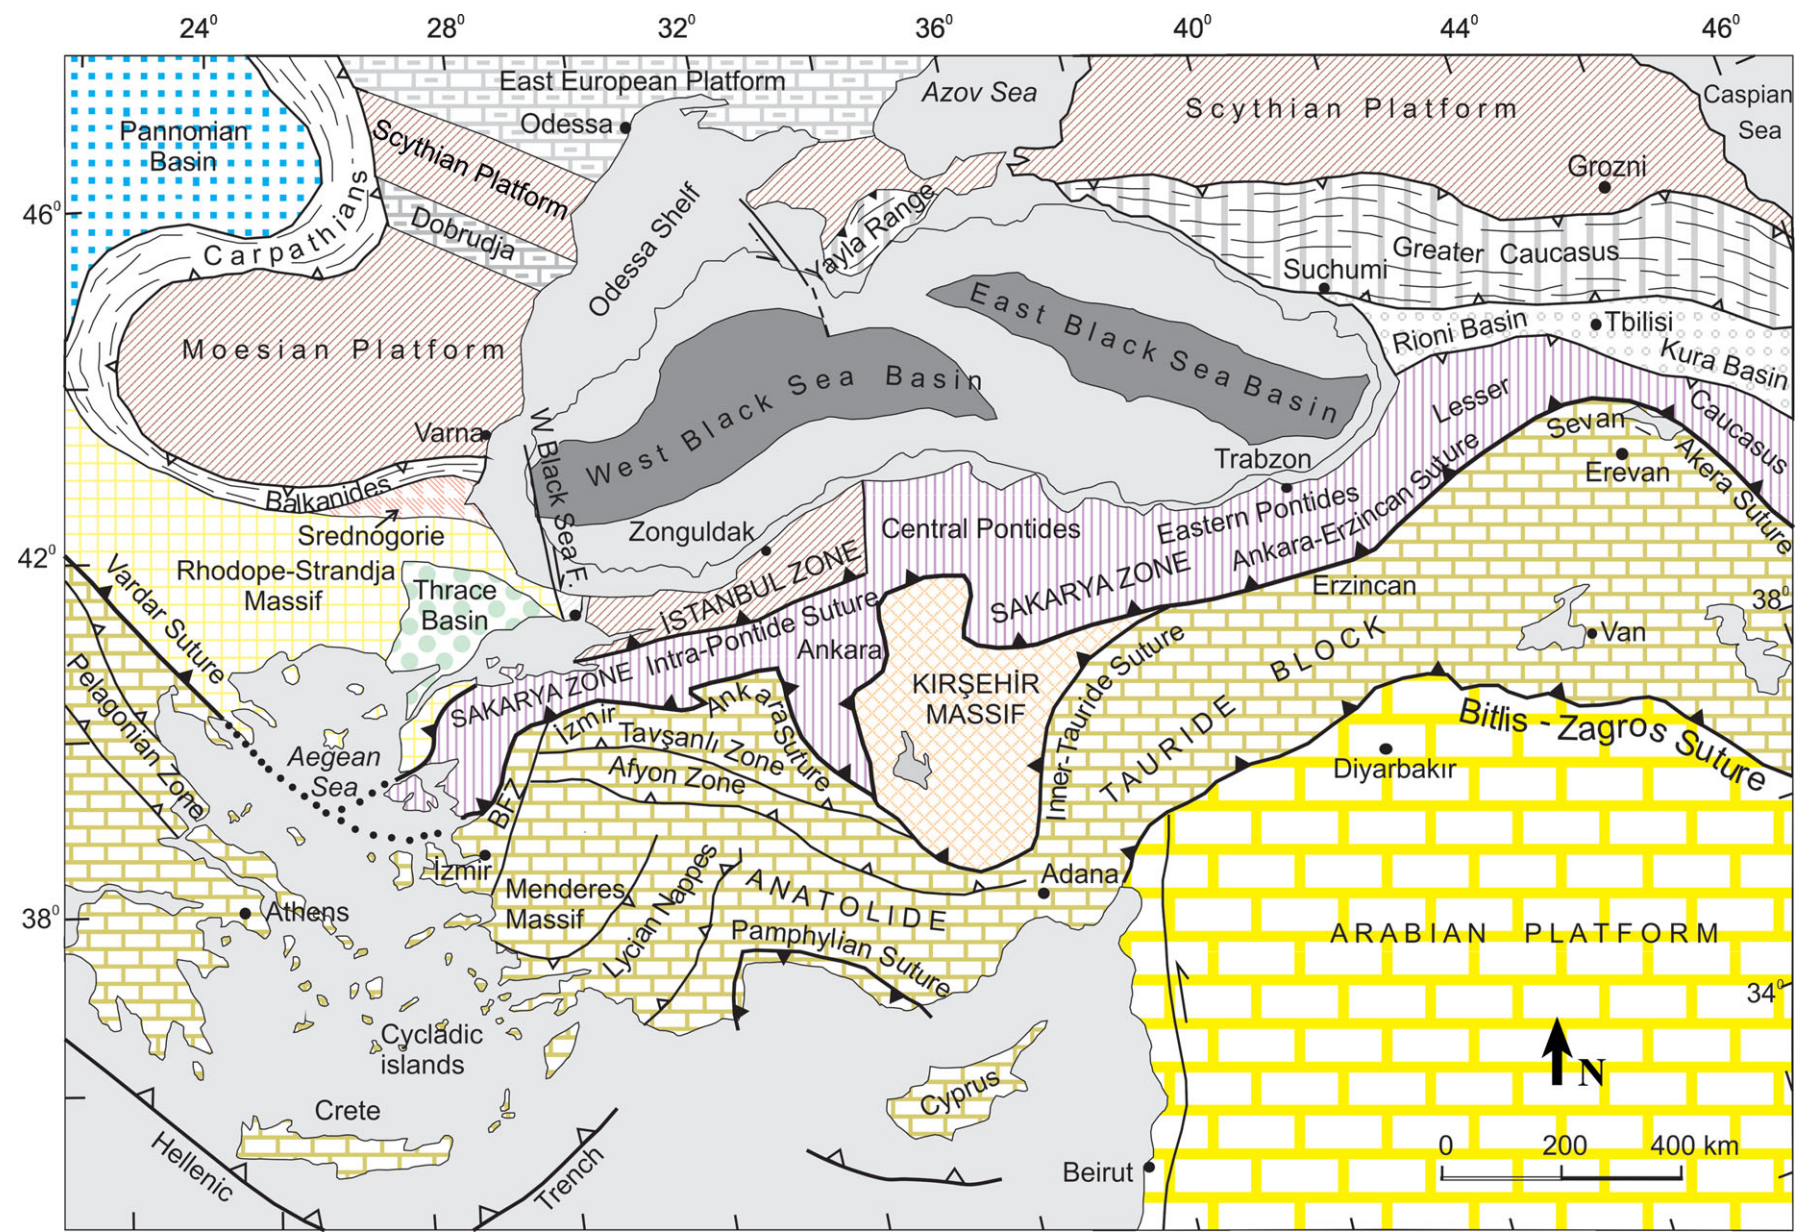 24⁰ 28⁰ 32⁰ 36⁰ 40⁰ 44⁰ 46⁰
East European Platform
Azov Sea
Scythian Platform
Caspian
Sea
Pannonian
Basin
Odessa
Scythian Platform
Grozni
46⁰
Dobrudja
Carpathians
Odessa Shelf
Yayla Range
Greater Caucasus
Suchumi
East Black Sea Basin
Rioni Basin
Tbilisi
Kura Basin
Moesian Platform
West Black Sea Basin
Lesser
Caucasus
Varna
W Black Sea F.
Sevan –
Akera Suture
Erevan
Trabzon
Balkanides
Srednogorie
Zonguldak
Central Pontides
Eastern Pontides
Ankara-Erzincan Suture
42⁰
Vardar Suture
Rhodope-Strandja
Massif
Thrace
Basin
İSTANBUL ZONE
SAKARYA ZONE
Erzincan
38⁰
Intra-Pontide Suture
Ankara
Van
Pelagonian Zone
SAKARYA ZONE
KIRŞEHİR
MASSIF
Inner-Tauride Suture
TAURIDE BLOCK
İzmir
Ankara Suture
Bitlis - Zagros Suture
Aegean
Sea
Tavşanlı Zone
Afyon Zone
Diyarbakır
BFZ
İzmir
Menderes
Massif
Lycian Nappes
ANATOLIDE
Adana
38⁰
Athens
Pamphylian Suture
ARABIAN PLATFORM
34⁰
Cycladic
islands
N
Cyprus
Crete
Hellenic
Trench
Beirut
0 200 400 km